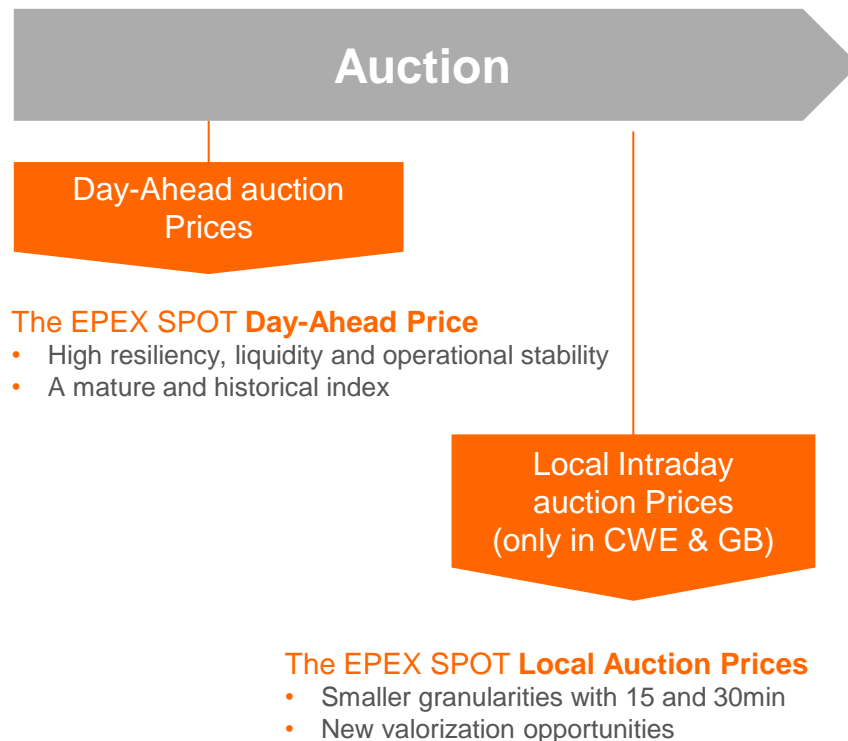 Auction
Day-Ahead auction
Prices
The EPEX SPOT Day-Ahead Price
• High resiliency, liquidity and operational stability
• A mature and historical index
Local Intraday
auction Prices
(only in CWE & GB)
The EPEX SPOT Local Auction Prices
• Smaller granularities with 15 and 30min
• New valorization opportunities